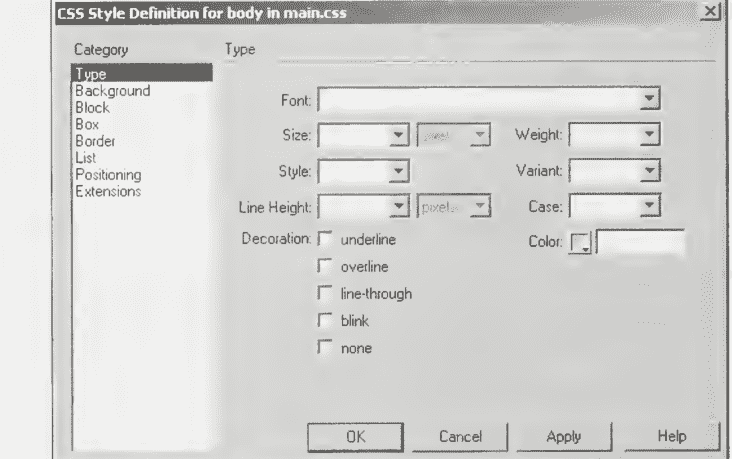 CSS Style Definition for body in main.css
Category
Type
Type
Background
Block
Box
Border
List
Positioning
Extensions
Font:
Size: pixels Weight:
Style: Variant:
Line Height: pixels Case:
Decoration: underline Color:
overline
line-through
blink
none
OK Cancel Apply Help